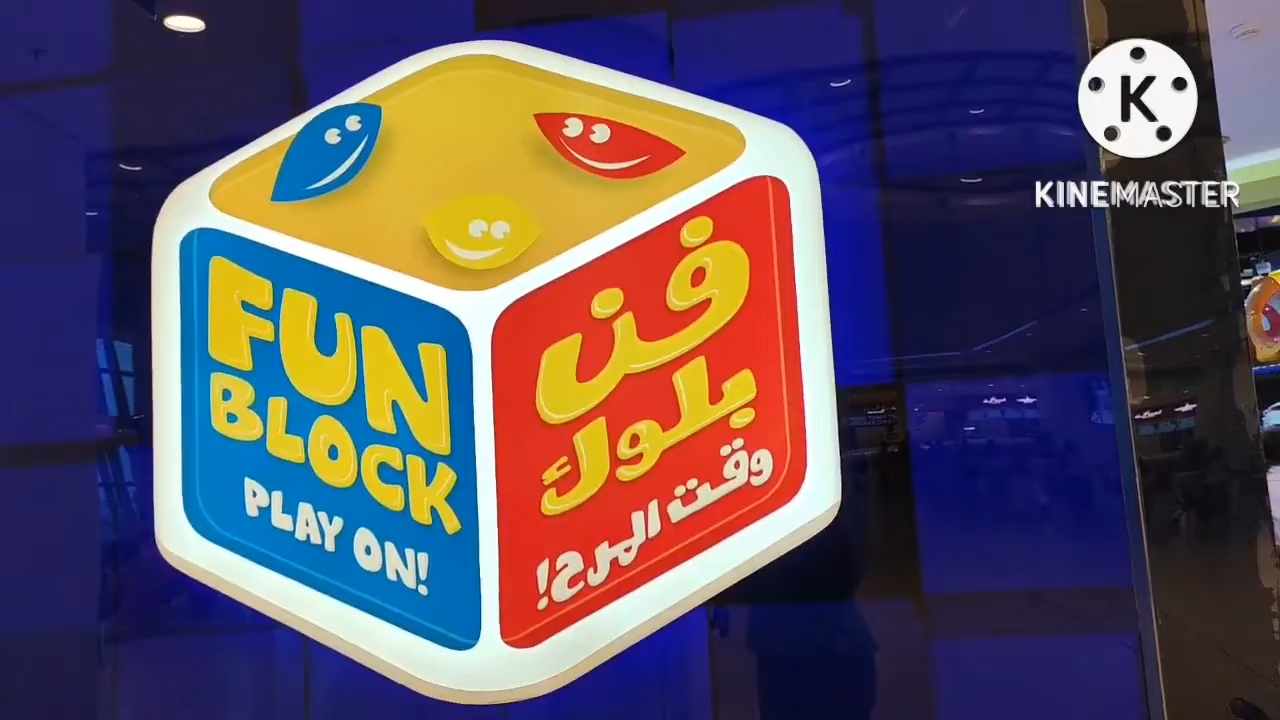 FUN
BLOCK
PLAY ON!
فن
بلوك
وقت المرح!
K
KINEMASTER